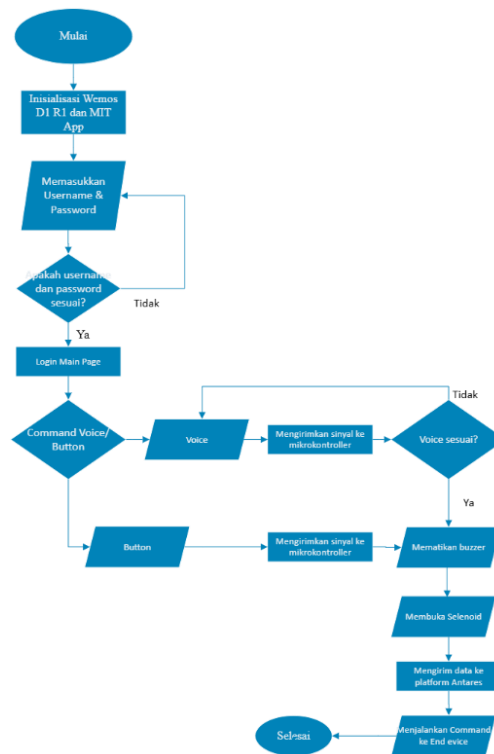 Mulai
Inisialisasi Wemos
D1 R1 dan MIT
App
Memasukkan
Username &
Password
Apakah username
dan password
sesuai?
Tidak
Ya
Login Main Page
Command Voice/
Button
Voice
Mengirimkan sinyal ke
mikrokontroller
Voice sesuai?
Tidak
Ya
Button
Mengirimkan sinyal ke
mikrokontroller
Mematikan buzzer
Membuka Selenoid
Mengirim data ke
platform Antares
Menjalankan Command
ke End evice
Selesai